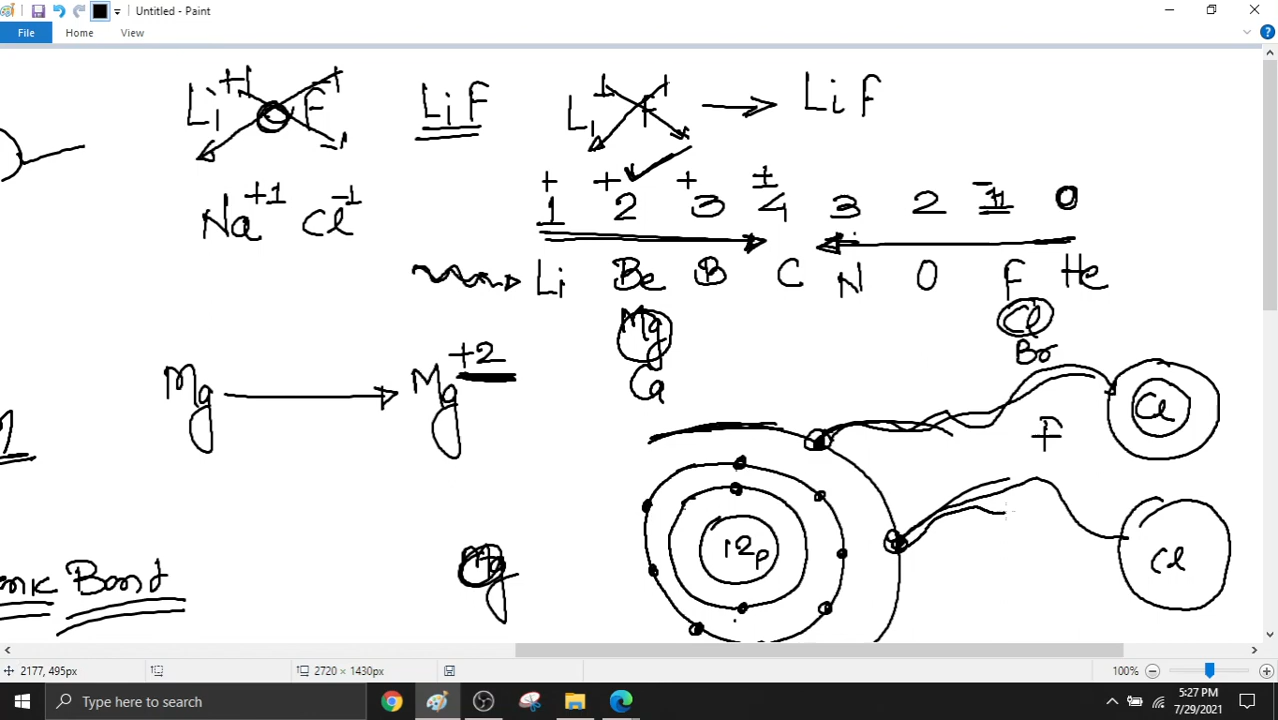 Untitled - Paint
File Home View
Li +1 F -1 LiF Li 1 F 1 → LiF
Na +1 Cl -1
+ + + ±
1 2 3 4 3 2 -1 0
Li Be B C N O F He
Mg Cl
Ca Br
Mg → Mg +2
Cl
F
12p Cl
Mg
Bond
2177, 495px 2720 × 1430px 100%
Type here to search
5:27 PM
7/29/2021